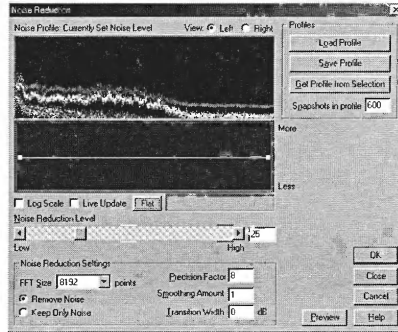 Noise Reduction
Noise Profile: Currently Set Noise Level
View: Left Right
Profiles
Load Profile
Save Profile
Get Profile from Selection
Snapshots in profile 600
More
Less
Log Scale Live Update Flat
Noise Reduction Level
25
Low High
Noise Reduction Settings
FFT Size 8192 points
Remove Noise
Keep Only Noise
Precision Factor 8
Smoothing Amount 1
Transition Width 0 dB
OK
Close
Cancel
Preview Help